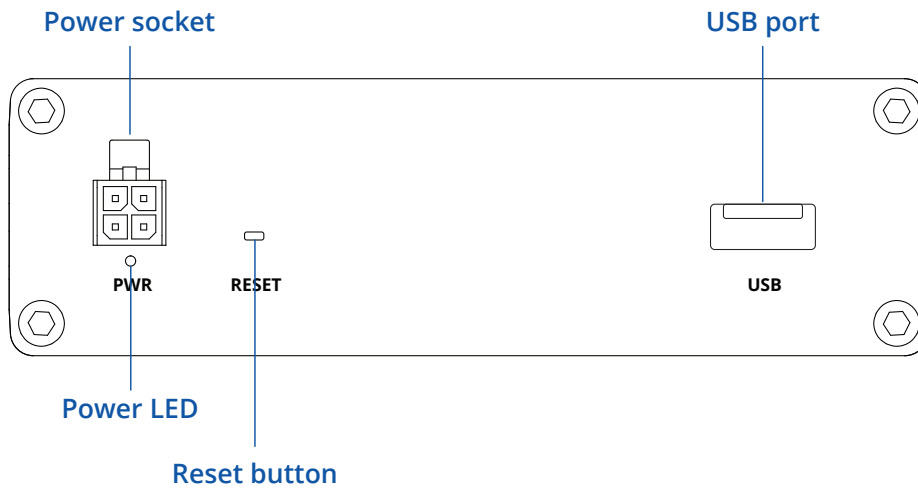 Power socket
USB port
PWR
RESET
USB
Power LED
Reset button